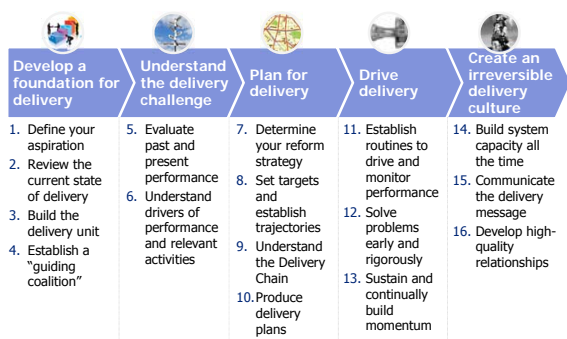 Develop a
foundation for
delivery
1. Define your
aspiration
2. Review the
current state
of delivery
3. Build the
delivery unit
4. Establish a
“guiding
coalition”
Understand
the delivery
challenge
5. Evaluate
past and
present
performance
6. Understand
drivers of
performance
and relevant
activities
Plan for
delivery
7. Determine
your reform
strategy
8. Set targets
and
establish
trajectories
9. Understand
the Delivery
Chain
10. Produce
delivery
plans
Drive
delivery
11. Establish
routines to
drive and
monitor
performance
12. Solve
problems
early and
rigorously
13. Sustain and
continually
build
momentum
Create an
irreversible
delivery
culture
14. Build system
capacity all
the time
15. Communicate
the delivery
message
16. Develop high-
quality
relationships